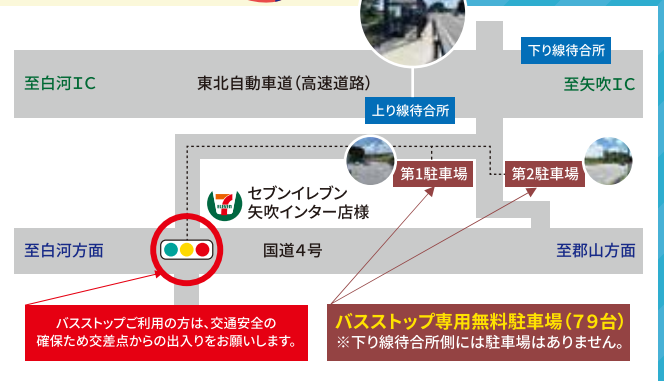 下り線待合所
至白河IC
東北自動車道（高速道路）
至矢吹IC
上り線待合所
第1駐車場
第2駐車場
セブンイレブン
矢吹インター店様
至白河方面
国道4号
至郡山方面
バスストップご利用の方は、交通安全の
確保ため交差点からの出入りをお願いします。
バスストップ専用無料駐車場（79台）
※下り線待合所側には駐車場はありません。